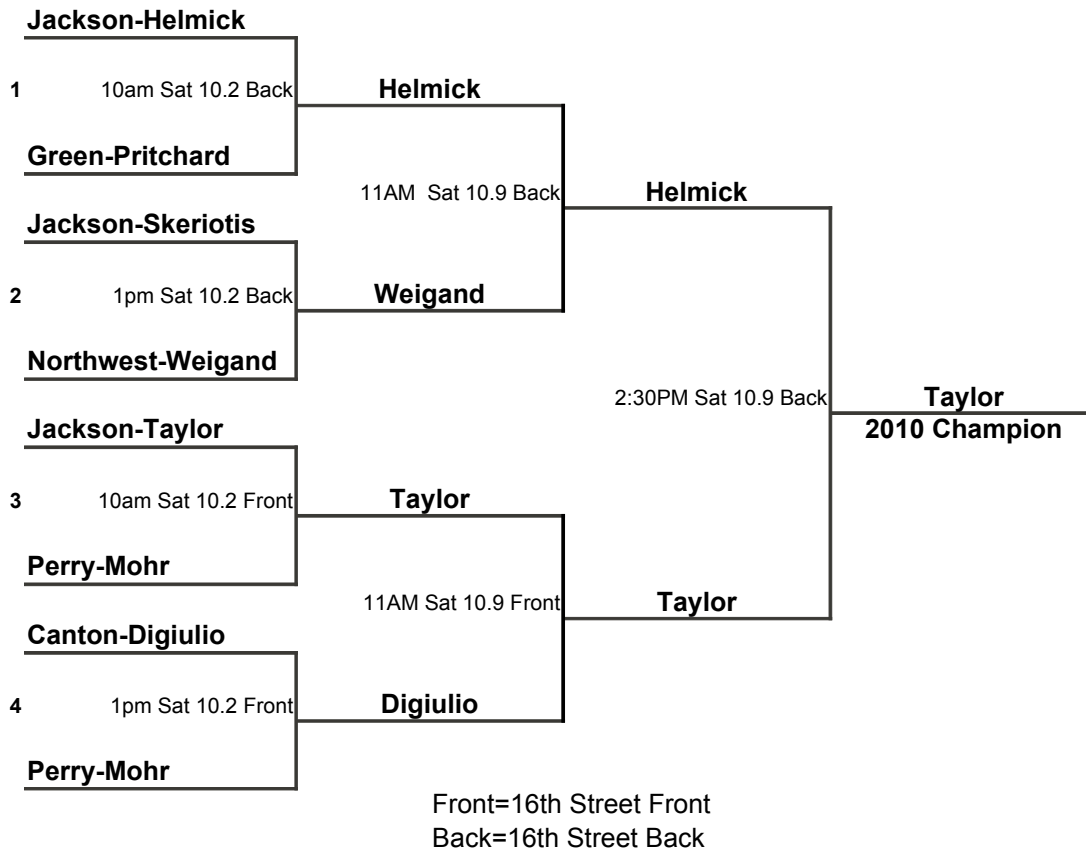 Jackson-Helmick
1 10am Sat 10.2 Back Helmick
Green-Pritchard
11AM Sat 10.9 Back Helmick
Jackson-Skeriotis
2 1pm Sat 10.2 Back Weigand
Northwest-Weigand
2:30PM Sat 10.9 Back Taylor
Jackson-Taylor 2010 Champion
3 10am Sat 10.2 Front Taylor
Perry-Mohr
11AM Sat 10.9 Front Taylor
Canton-Digiulio
4 1pm Sat 10.2 Front Digiulio
Perry-Mohr
Front=16th Street Front
Back=16th Street Back